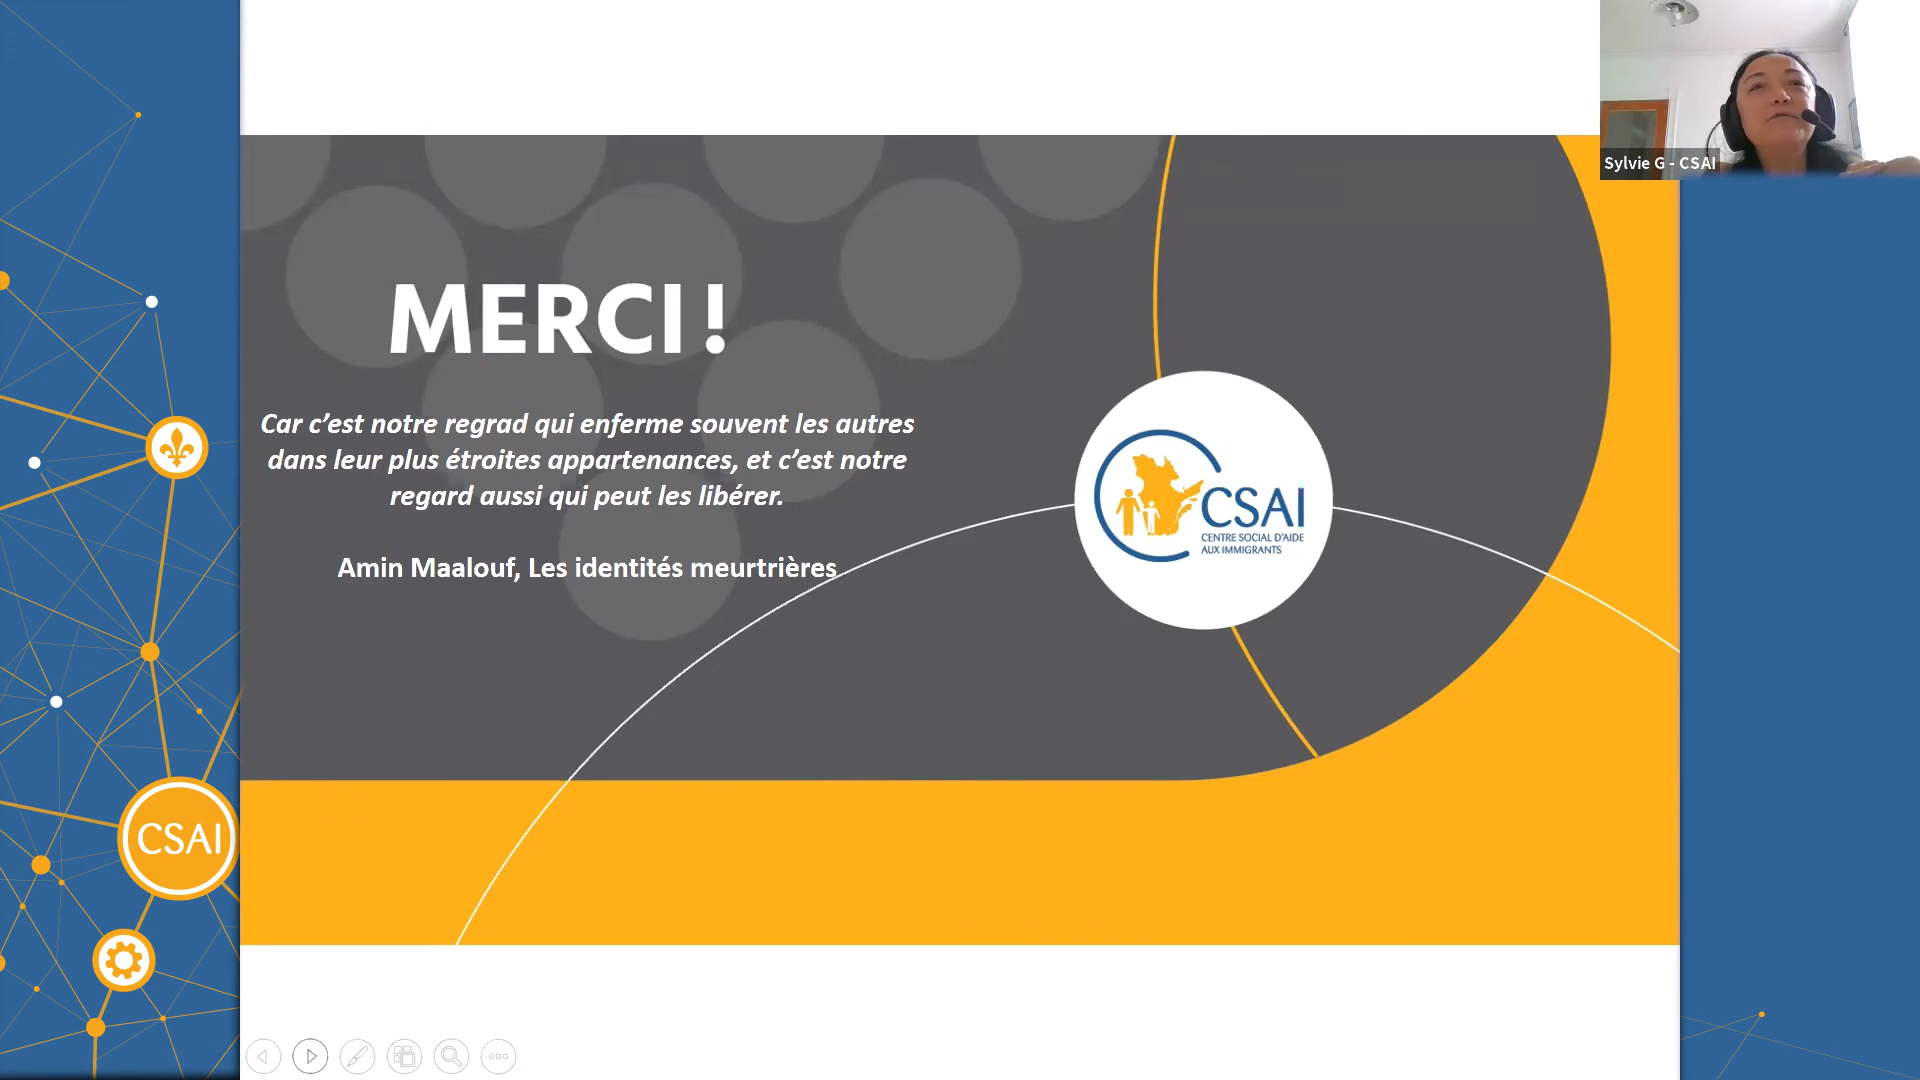 Sylvie G - CSAI
MERCI !
Car c’est notre regrad qui enferme souvent les autres
dans leur plus étroites appartenances, et c’est notre
regard aussi qui peut les libérer.
Amin Maalouf, Les identités meurtrières
CSAI
CENTRE SOCIAL D'AIDE
AUX IMMIGRANTS
CSAI